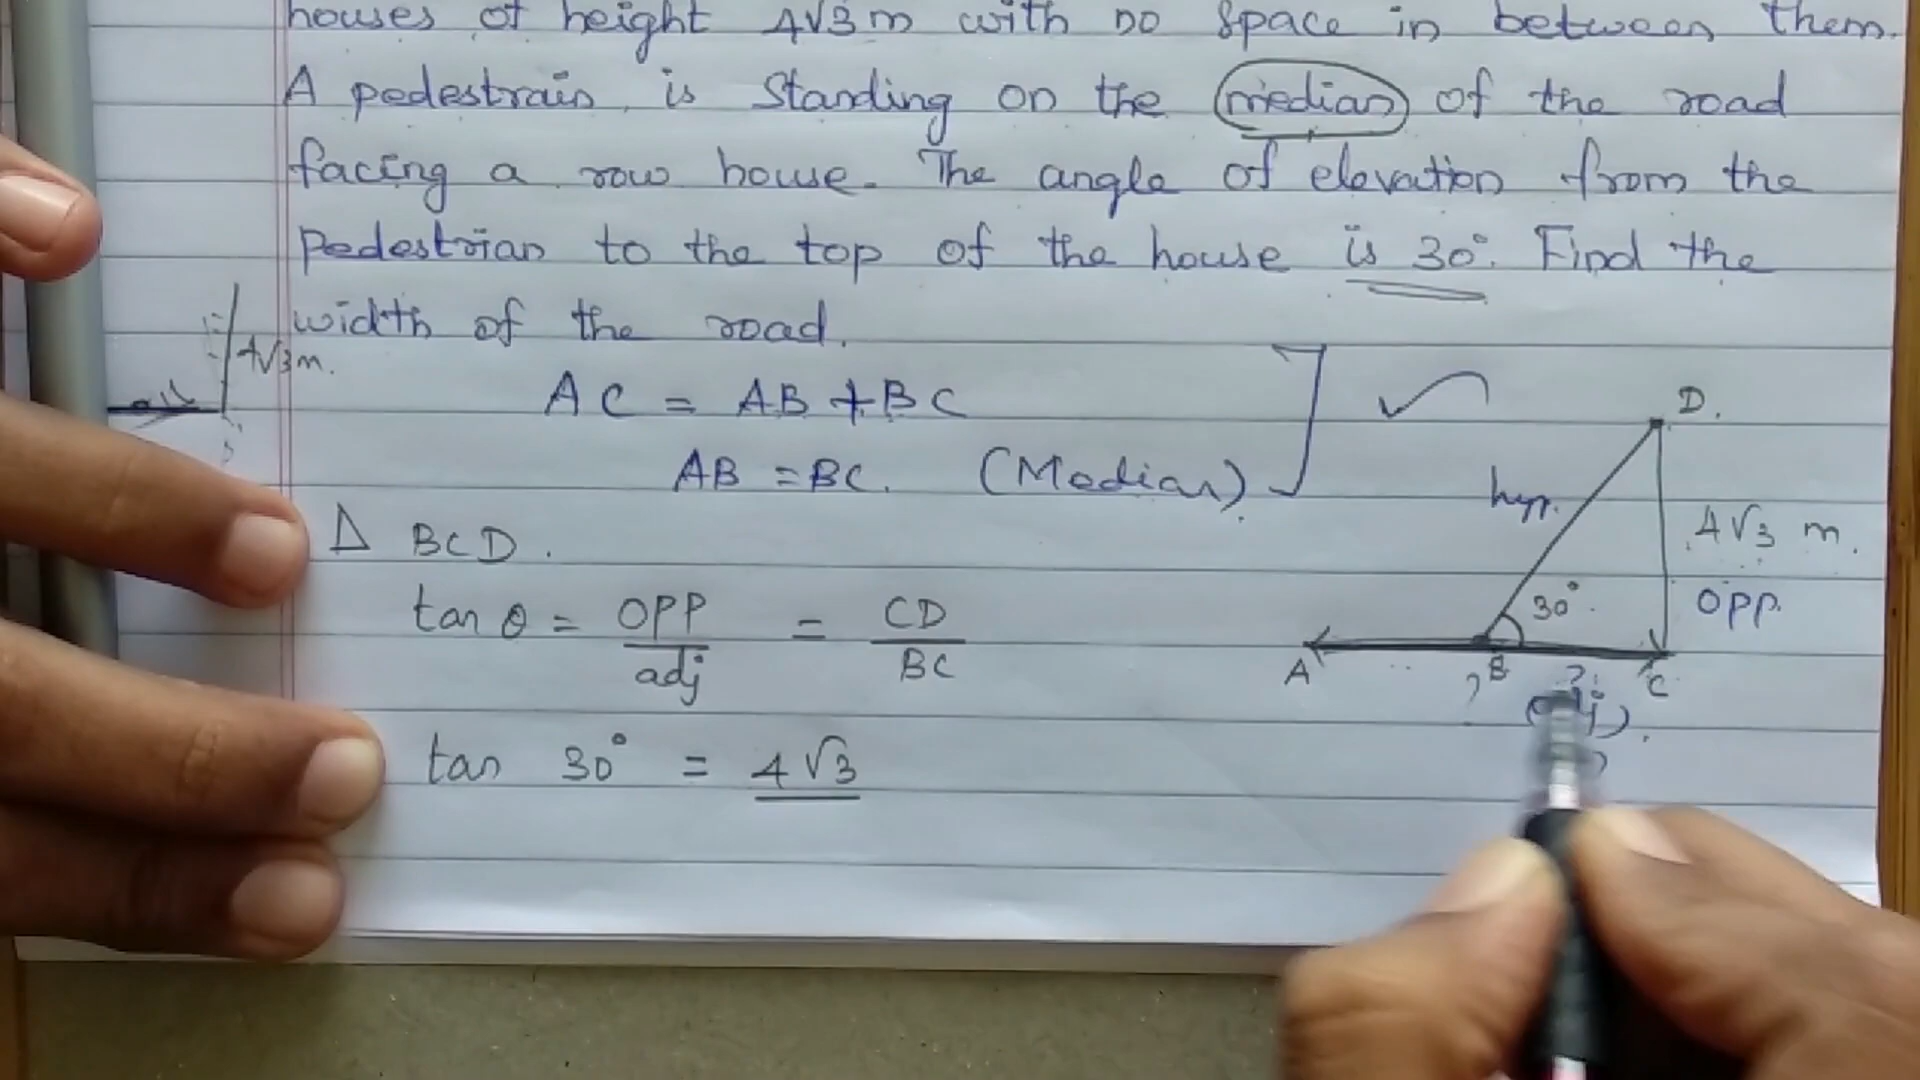 houses of height 4√3 m with no space in between them.
A pedestrain is Standing on the median of the road
facing a row house. The angle of elevation from the
Pedestrian to the top of the house is 30°. Find the
width of the road.
4√3 m.
AC = AB + BC
AB = BC. (Median).
D.
hyp.
4√3 m.
30°.
opp.
A
B
C
?
?
(adj).
Δ BCD.
tan θ = OPP/adj = CD/BC
tan 30° = 4√3